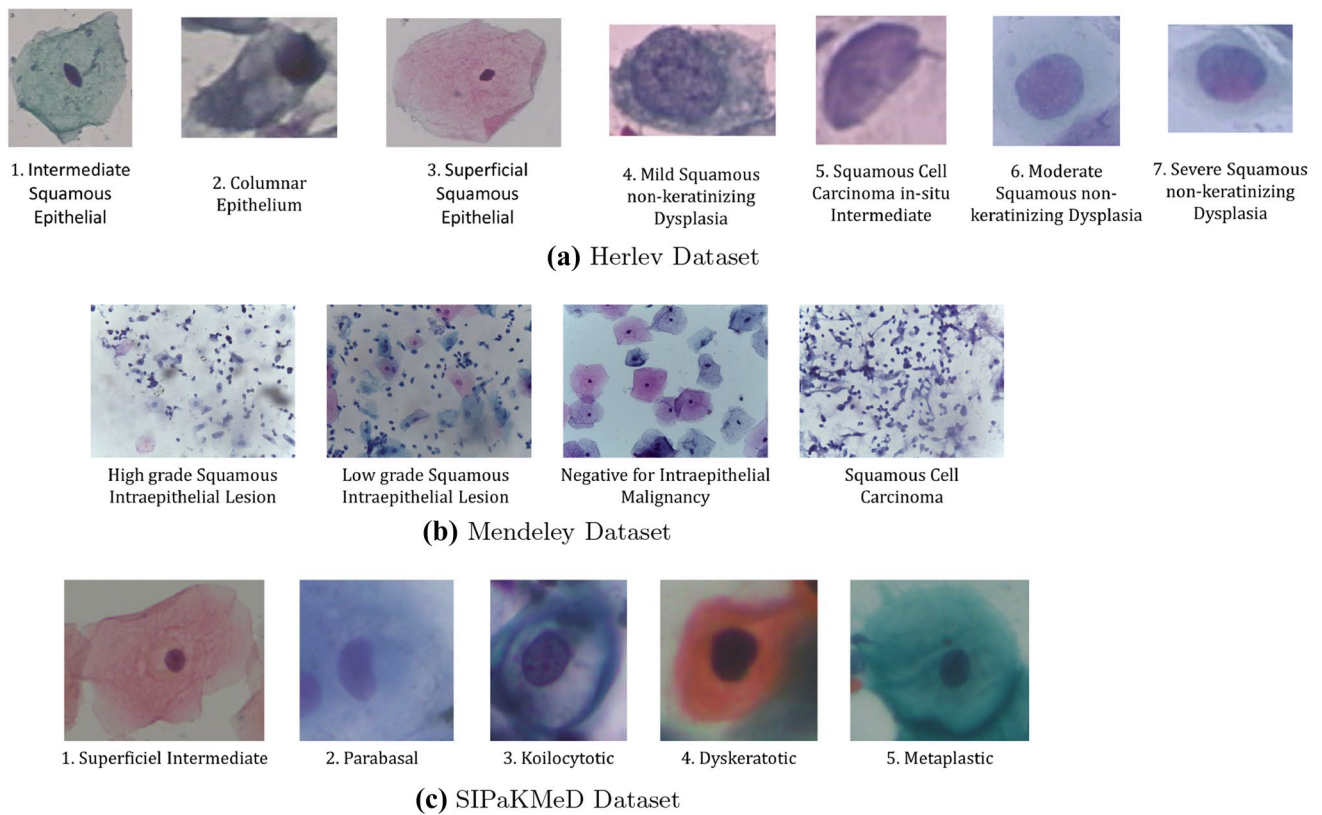 1. Intermediate
Squamous
Epithelial
2. Columnar
Epithelium
3. Superficial
Squamous
Epithelial
4. Mild Squamous
non-keratinizing
Dysplasia
5. Squamous Cell
Carcinoma in-situ
Intermediate
6. Moderate
Squamous non-
keratinizing Dysplasia
7. Severe Squamous
non-keratinizing
Dysplasia
(a) Herlev Dataset
High grade Squamous
Intraepithelial Lesion
Low grade Squamous
Intraepithelial Lesion
Negative for Intraepithelial
Malignancy
Squamous Cell
Carcinoma
(b) Mendeley Dataset
1. Superficiel Intermediate
2. Parabasal
3. Koilocytotic
4. Dyskeratotic
5. Metaplastic
(c) SIPaKMeD Dataset